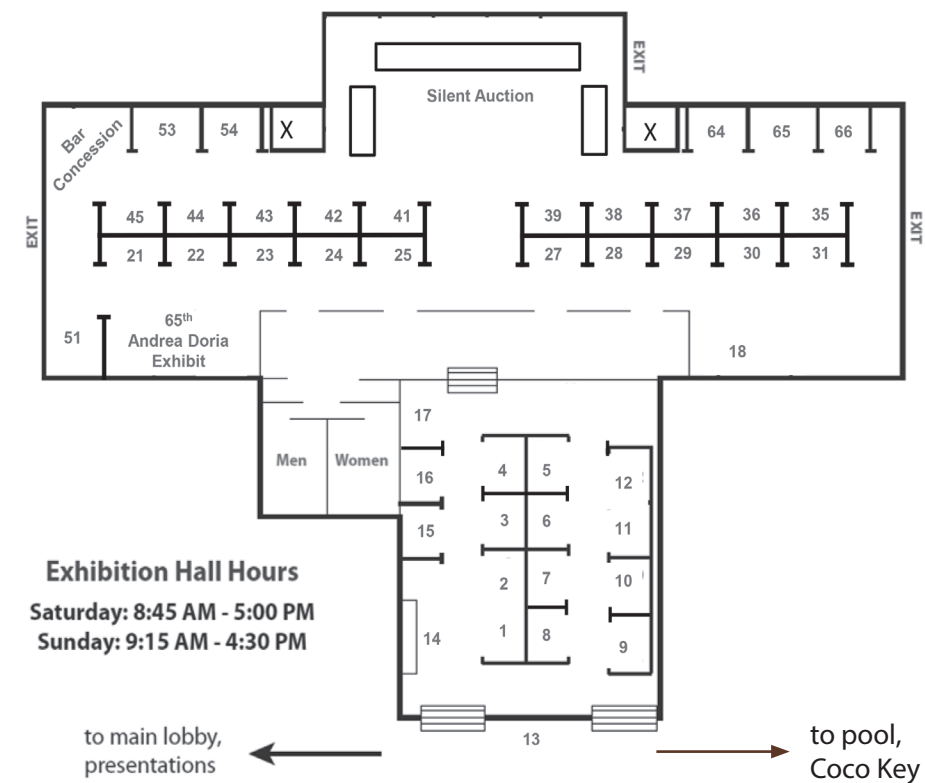 EXIT
Silent Auction
Bar
Concession
53
54
X
X
64
65
66
45
44
43
42
41
39
38
37
36
35
EXIT
EXIT
21
22
23
24
25
27
28
29
30
31
51
65th
Andrea Doria
Exhibit
18
17
Men
Women
16
4
5
12
15
3
6
11
2
7
10
14
1
8
9
Exhibition Hall Hours
Saturday: 8:45 AM - 5:00 PM
Sunday: 9:15 AM - 4:30 PM
13
to main lobby,
presentations
to pool,
Coco Key